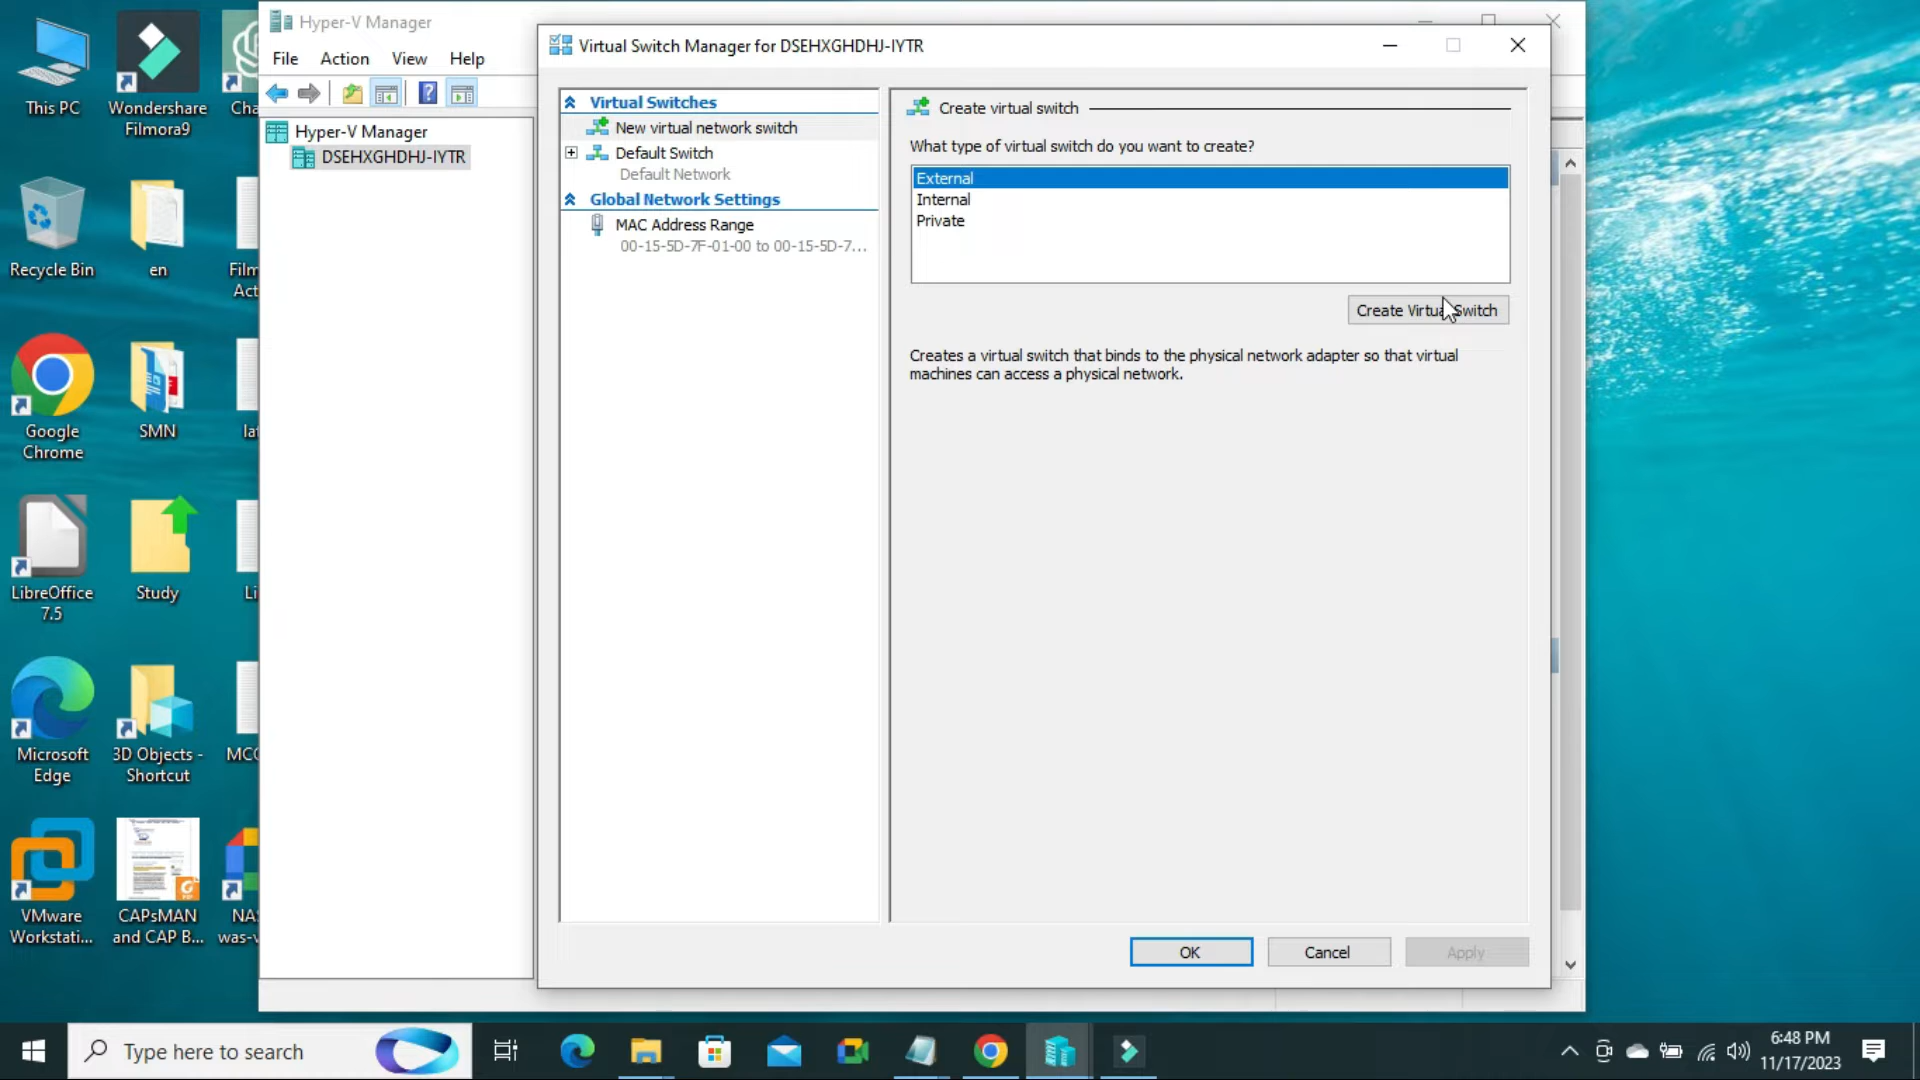 Hyper-V Manager
File Action View Help
Hyper-V Manager
DSEHXGHDHJ-IYTR
Virtual Switch Manager for DSEHXGHDHJ-IYTR
Virtual Switches
New virtual network switch
Default Switch
Default Network
Global Network Settings
MAC Address Range
00-15-5D-7F-01-00 to 00-15-5D-7...
Create virtual switch
What type of virtual switch do you want to create?
External
Internal
Private
Create Virtual Switch
Creates a virtual switch that binds to the physical network adapter so that virtual
machines can access a physical network.
OK Cancel Apply
This PC
Wondershare
Filmora9
Cha
Recycle Bin
en
Film
Act
Google
Chrome
SMN
lat
LibreOffice
7.5
Study
Li
Microsoft
Edge
3D Objects -
Shortcut
MCC
VMware
Workstati...
CAPsMAN
and CAP B...
NAS
was-v
Type here to search
6:48 PM
11/17/2023